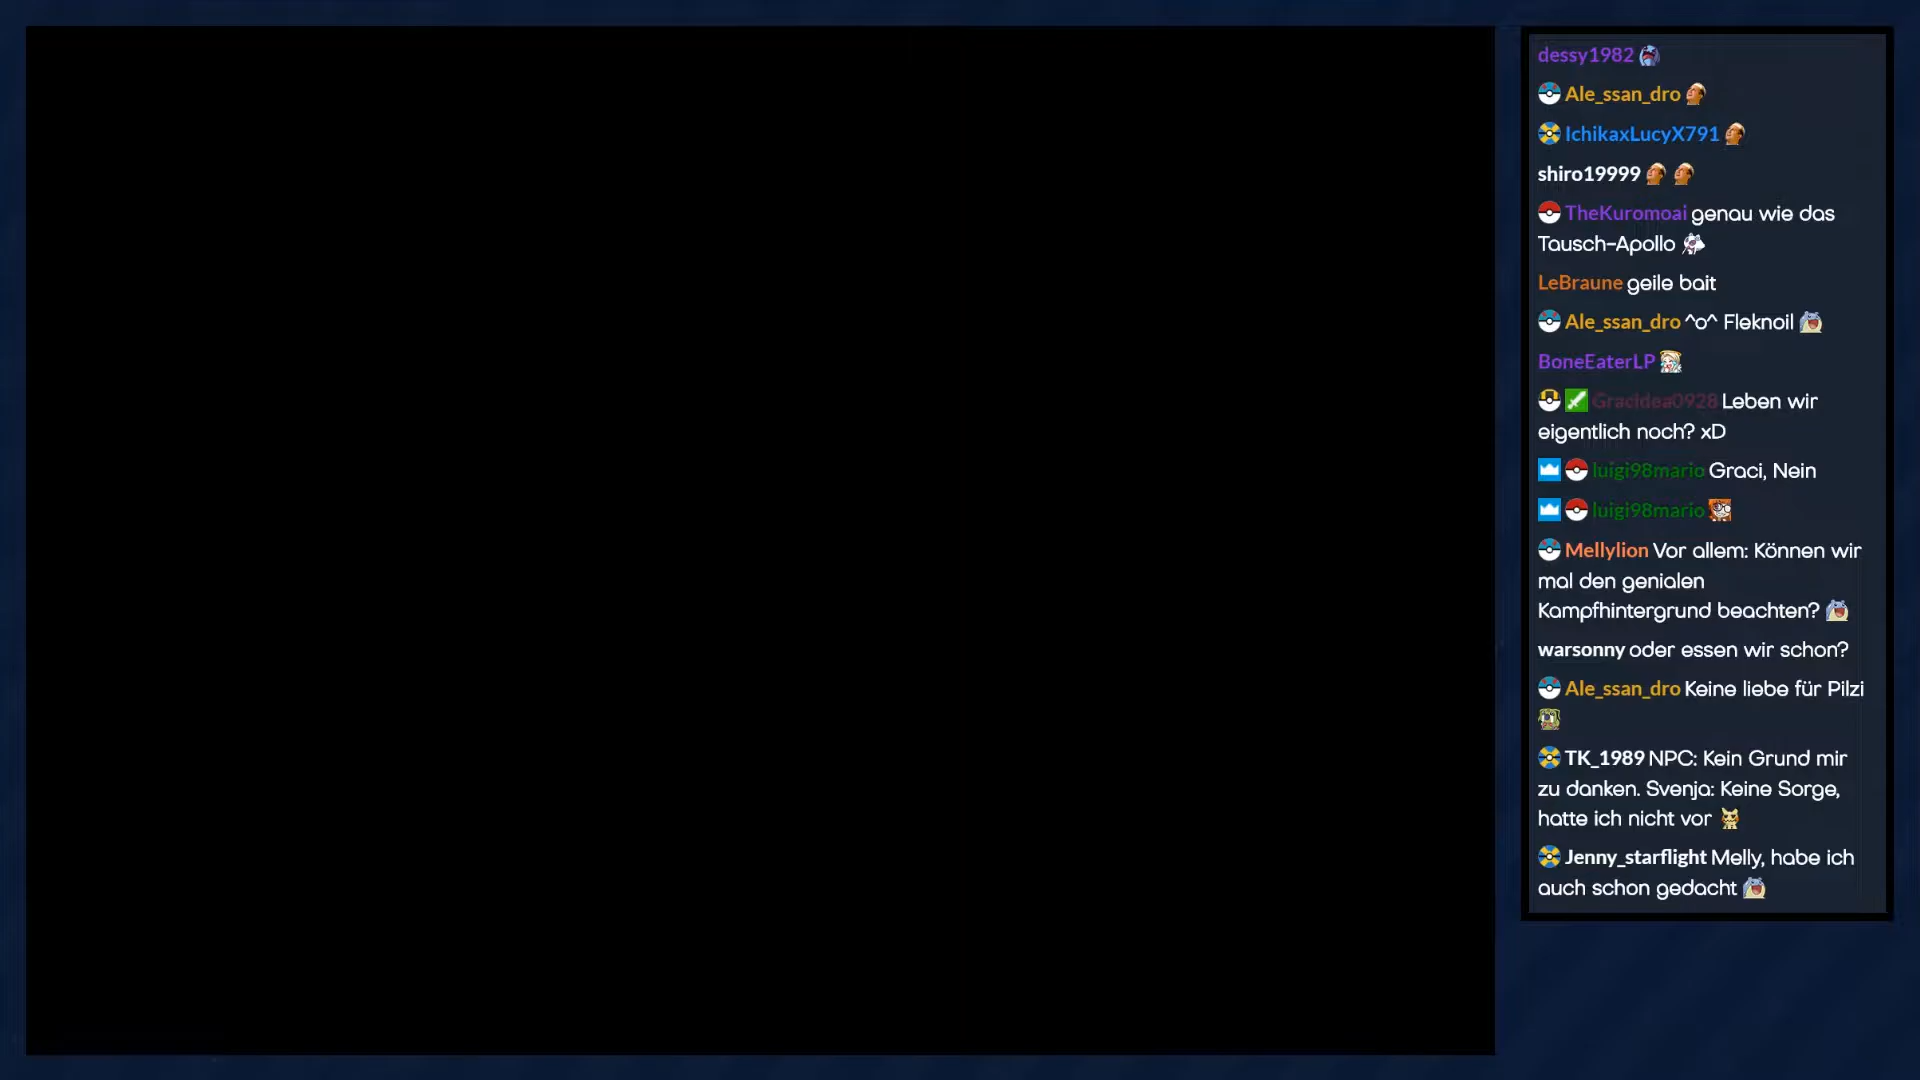 dessy1982
Ale_ssan_dro
IchikaxLucyX791
shiro19999
TheKuromoai genau wie das
Tausch-Apollo
LeBraune geile bait
Ale_ssan_dro ^o^ Fleknoil
BoneEaterLP
GracIdea0928 Leben wir
eigentlich noch? xD
luigi98mario Graci, Nein
luigi98mario
Mellylion Vor allem: Können wir
mal den genialen
Kampfhintergrund beachten?
warsonny oder essen wir schon?
Ale_ssan_dro Keine liebe für Pilzi
TK_1989 NPC: Kein Grund mir
zu danken. Svenja: Keine Sorge,
hatte ich nicht vor
Jenny_starflight Melly, habe ich
auch schon gedacht